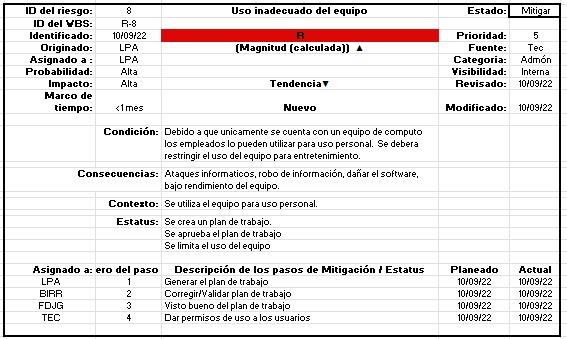 ID del riesgo: 8 Uso inadecuado del equipo Estado: Mitigar
ID del WBS: R-8
Identificado: 10/09/22 R Prioridad: 5
Originado: LPA (Magnitud (calculada)) ▲ Fuente: Tec
Asignado a : LPA Categoria: Admón
Probabilidad: Alta Visibilidad: Interna
Impacto: Alta Tendencia▼ Revisado: 10/09/22
Marco de
tiempo: <1 mes Nuevo Modificado: 10/09/22
Condición: Debido a que unicamente se cuenta con un equipo de computo
los empleados lo pueden utilizar para uso personal. Se debera
restringir el uso del equipo para entretenimiento.
Consecuencias: Ataques informaticos, robo de información, dañar el software,
bajo rendimiento del equipo.
Contexto: Se utiliza el equipo para uso personal.
Estatus: Se crea un plan de trabajo.
Se aprueba el plan de trabajo
Se limita el uso del equipo
Asignado a: ero del paso Descripción de los pasos de Mitigación / Estatus Planeado Actual
LPA 1 Generar el plan de trabajo 10/09/22 10/09/22
BIRR 2 Corregir/Validar plan de trabajo 10/09/22 10/09/22
FDJG 3 Visto bueno del plan de trabajo 10/09/22 10/09/22
TEC 4 Dar permisos de uso a los usuarios 10/09/22 10/09/22